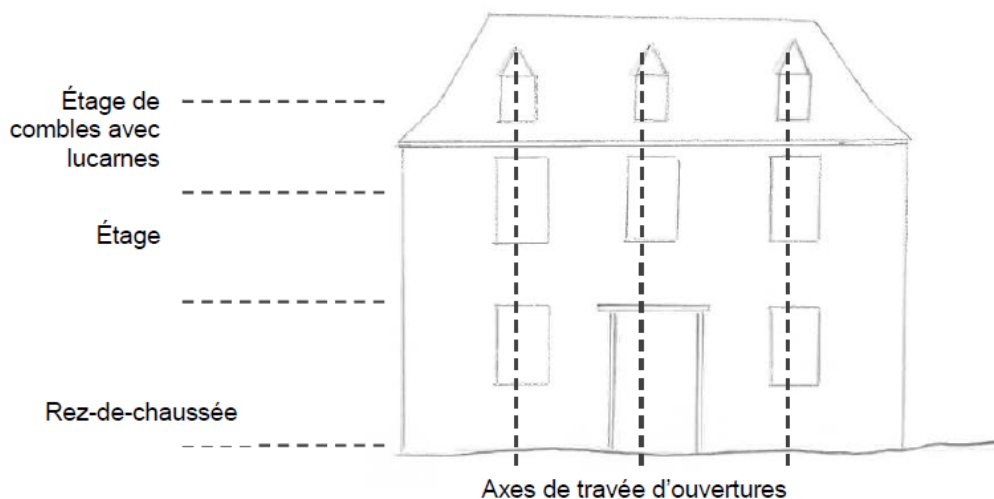 Étage de
combles avec
lucarnes
Étage
Rez-de-chaussée
Axes de travée d'ouvertures